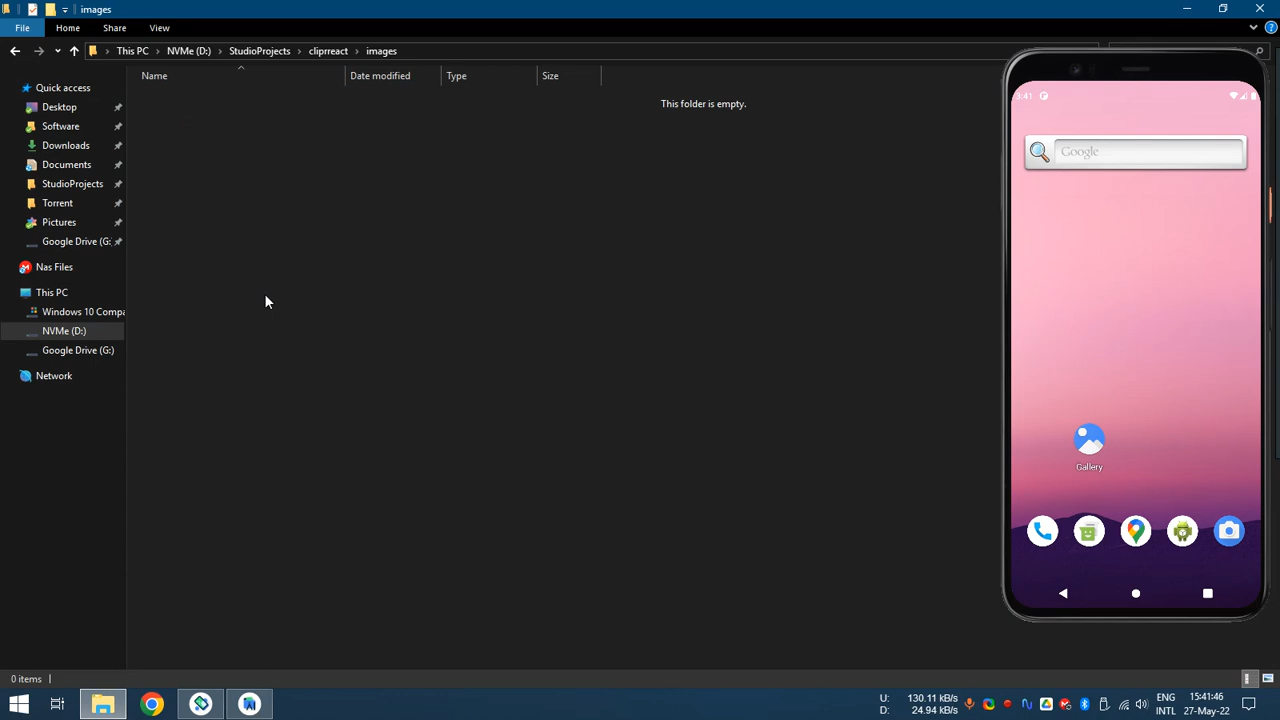 images
File Home Share View
This PC NVMe (D:) StudioProjects cliprreact images
Name Date modified Type Size
This folder is empty.
Quick access
Desktop
Software
Downloads
Documents
StudioProjects
Torrent
Pictures
Google Drive (G:
Nas Files
This PC
Windows 10 Compa
NVMe (D:)
Google Drive (G:)
Network
3:41
Google
Gallery
0 items
U: 130.11 kB/s
D: 24.94 kB/s
ENG
INTL
15:41:46
27-May-22